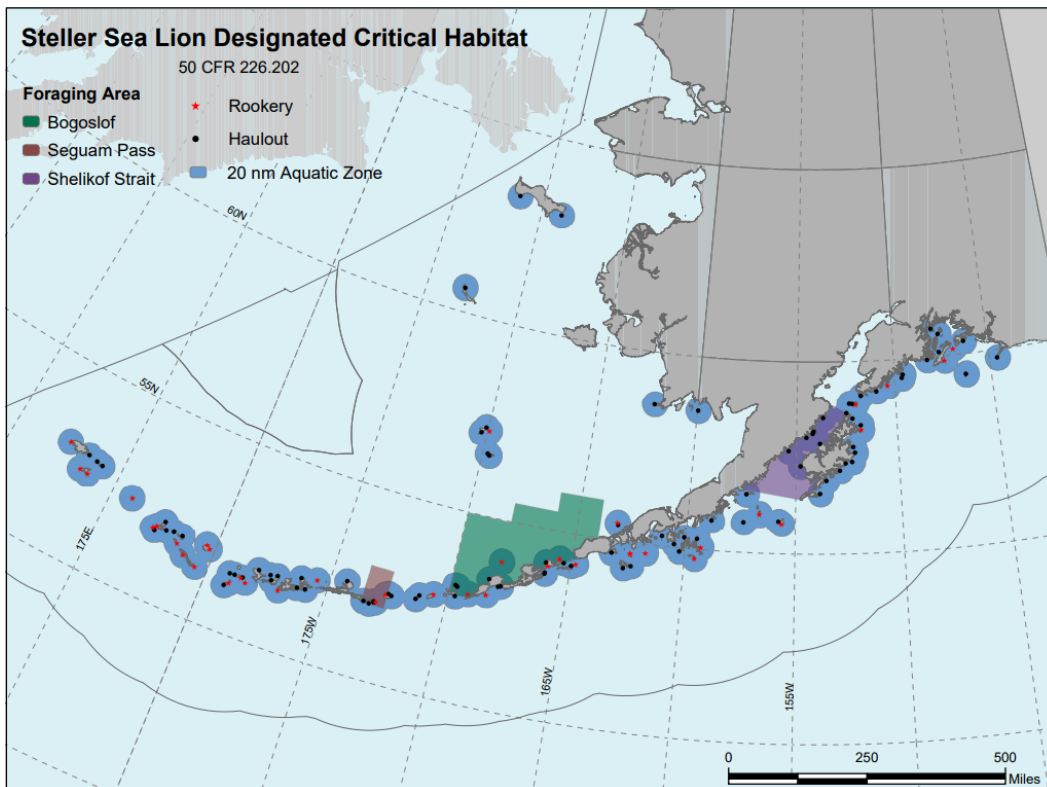 Steller Sea Lion Designated Critical Habitat
50 CFR 226.202
Foraging Area
Bogoslof
Seguam Pass
Shelikof Strait
Rookery
Haulout
20 nm Aquatic Zone
60N
55N
175E
175W
165W
155W
0 250 500
Miles